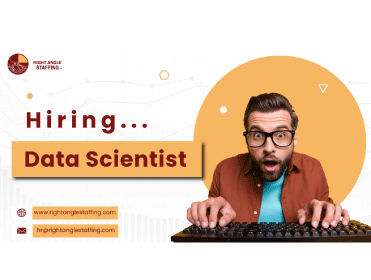 RIGHT ANGLE
STAFFING
Hiring...
Data Scientist
www.rightanglestaffing.com
hr@rightanglestaffing.com